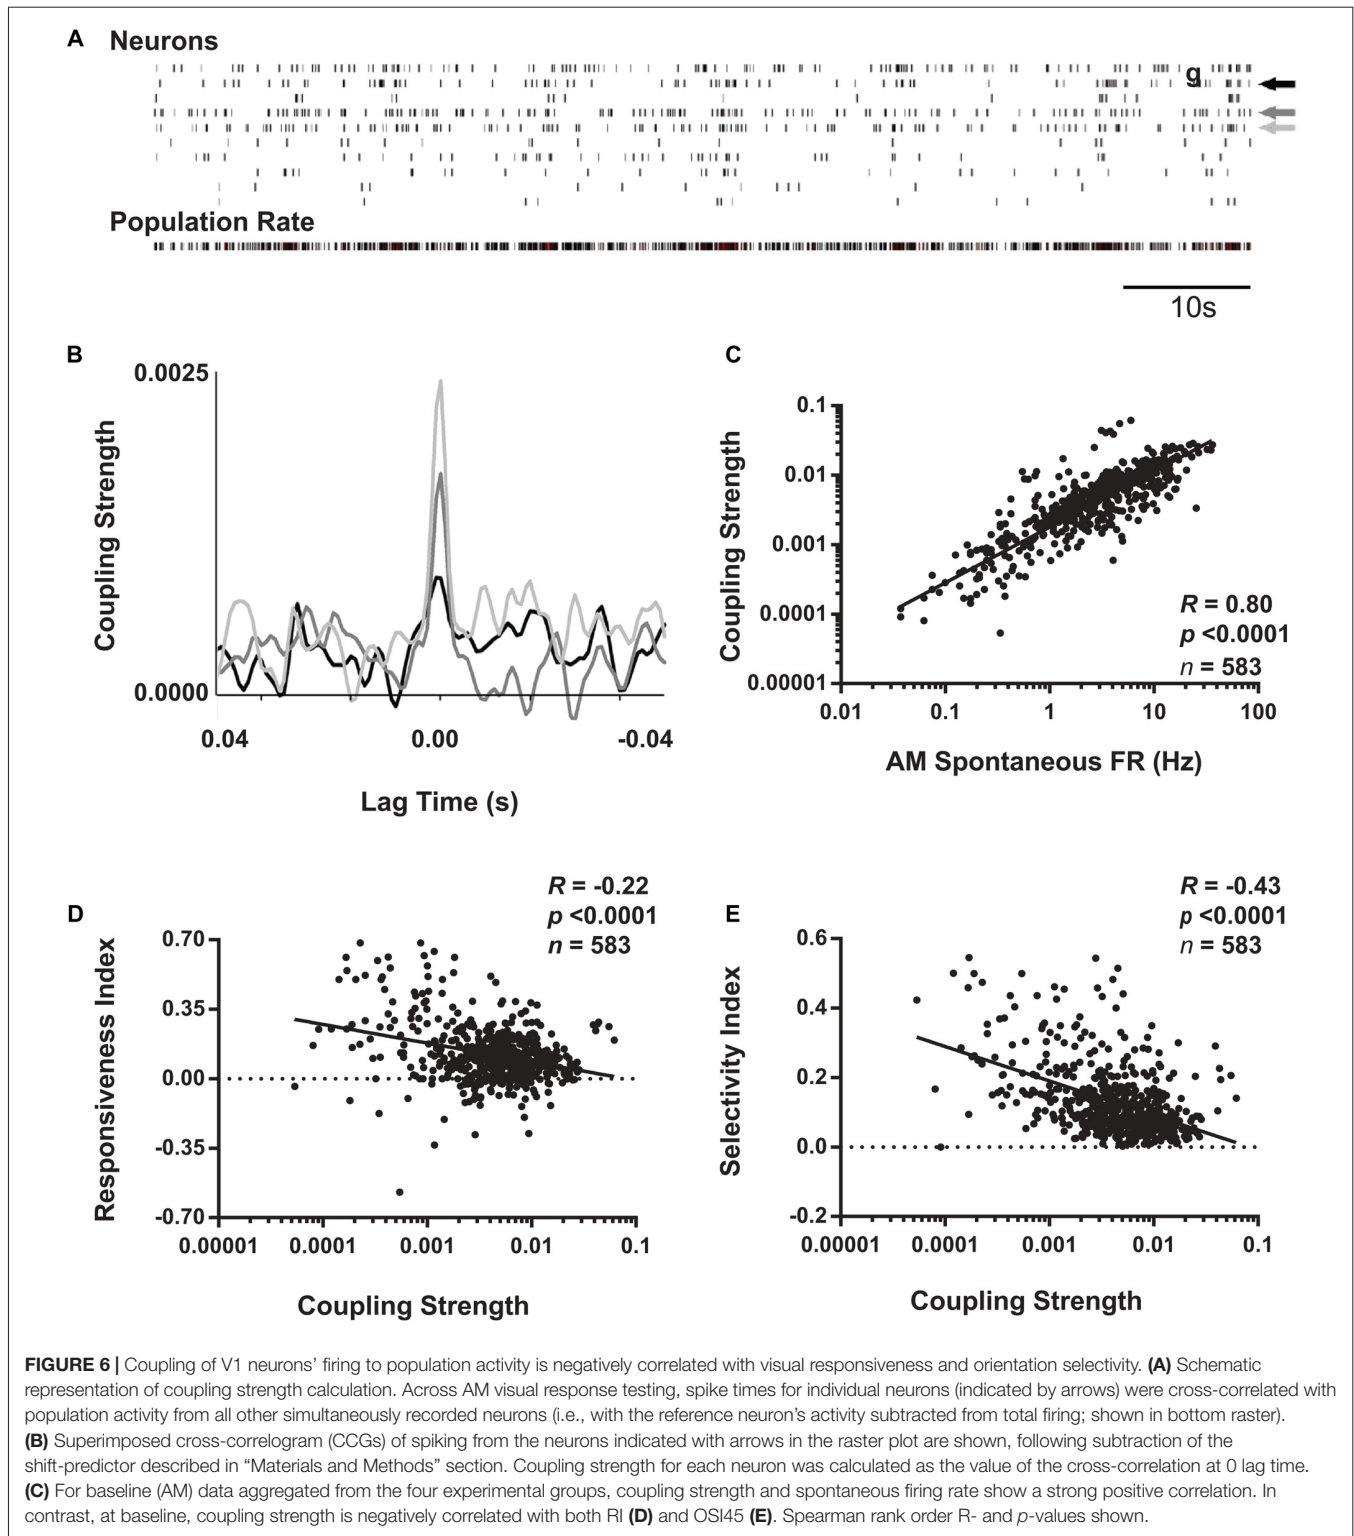 A Neurons
g
Population Rate
10s
B
0.0025
0.0000
Coupling Strength
0.04 0.00 -0.04
Lag Time (s)
C
0.1
0.01
0.001
0.0001
0.00001
Coupling Strength
R = 0.80
p <0.0001
n = 583
0.01 0.1 1 10 100
AM Spontaneous FR (Hz)
D
R = -0.22
p <0.0001
n = 583
0.70
0.35
0.00
-0.35
-0.70
Responsiveness Index
0.00001 0.0001 0.001 0.01 0.1
Coupling Strength
E
R = -0.43
p <0.0001
n = 583
0.6
0.4
0.2
0.0
-0.2
Selectivity Index
0.00001 0.0001 0.001 0.01 0.1
Coupling Strength
FIGURE 6 | Coupling of V1 neurons' firing to population activity is negatively correlated with visual responsiveness and orientation selectivity. (A) Schematic
representation of coupling strength calculation. Across AM visual response testing, spike times for individual neurons (indicated by arrows) were cross-correlated with
population activity from all other simultaneously recorded neurons (i.e., with the reference neuron's activity subtracted from total firing; shown in bottom raster).
(B) Superimposed cross-correlogram (CCGs) of spiking from the neurons indicated with arrows in the raster plot are shown, following subtraction of the
shift-predictor described in "Materials and Methods" section. Coupling strength for each neuron was calculated as the value of the cross-correlation at 0 lag time.
(C) For baseline (AM) data aggregated from the four experimental groups, coupling strength and spontaneous firing rate show a strong positive correlation. In
contrast, at baseline, coupling strength is negatively correlated with both RI (D) and OSI45 (E). Spearman rank order R- and p-values shown.